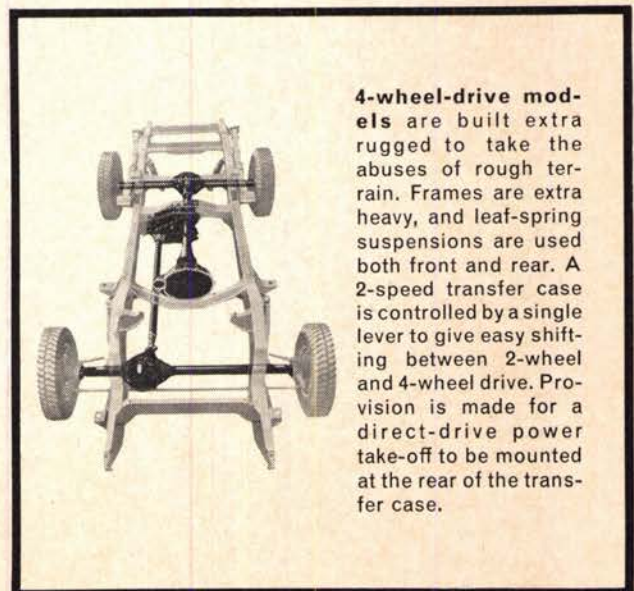 4-wheel-drive mod-
els are built extra
rugged to take the
abuses of rough ter-
rain. Frames are extra
heavy, and leaf-spring
suspensions are used
both front and rear. A
2-speed transfer case
is controlled by a single
lever to give easy shift-
ing between 2-wheel
and 4-wheel drive. Pro-
vision is made for a
direct-drive power
take-off to be mounted
at the rear of the trans-
fer case.